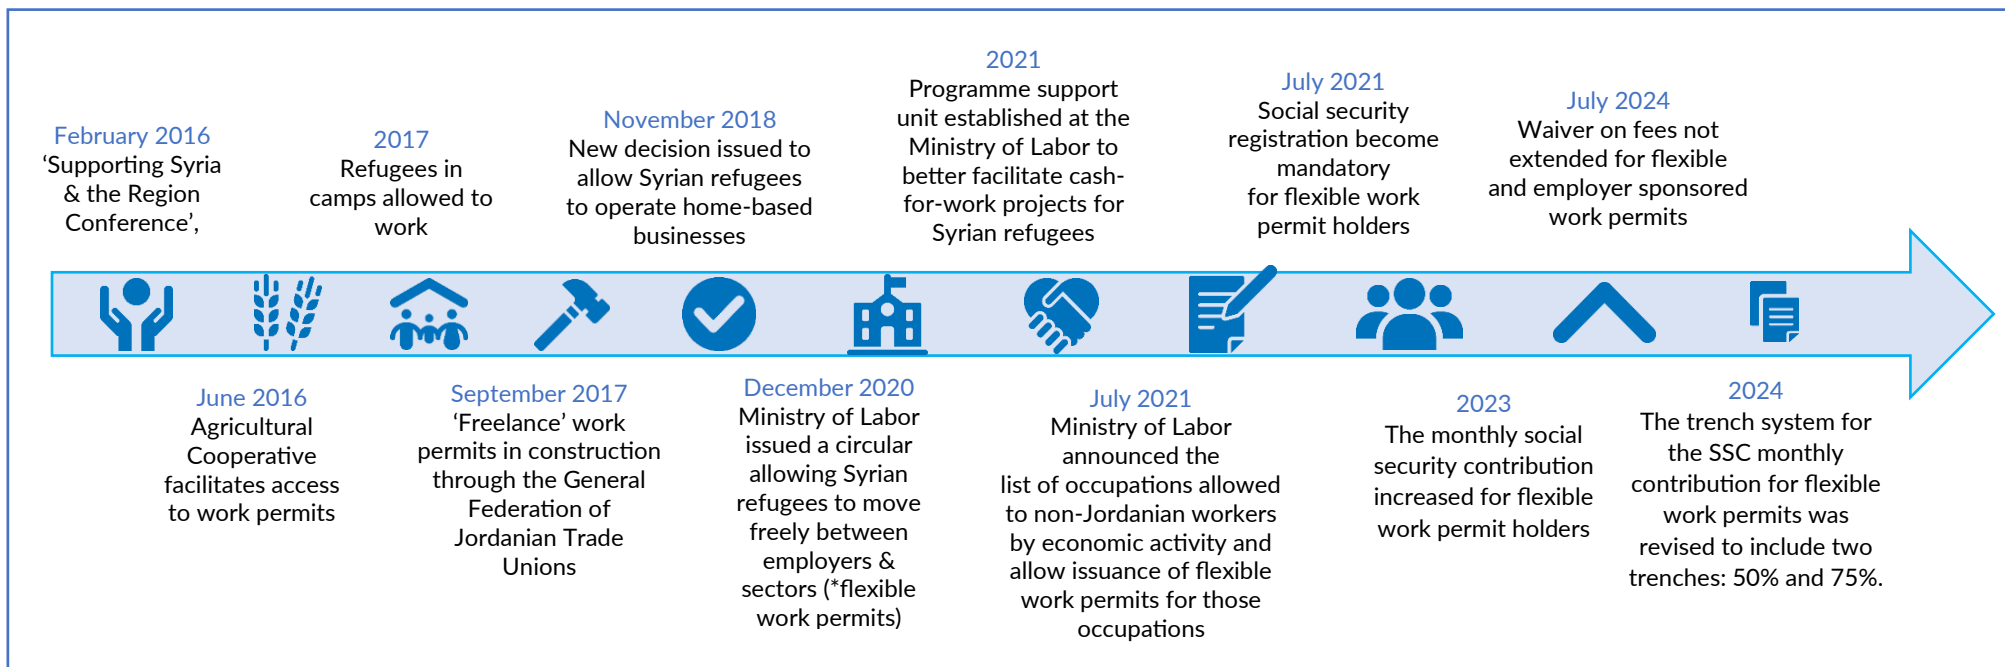 February 2016
‘Supporting Syria
& the Region
Conference’,
June 2016
Agricultural
Cooperative
facilitates access
to work permits
2017
Refugees in
camps allowed to
work
September 2017
‘Freelance’ work
permits in construction
through the General
Federation of
Jordanian Trade
Unions
November 2018
New decision issued to
allow Syrian refugees
to operate home-based
businesses
December 2020
Ministry of Labor
issued a circular
allowing Syrian
refugees to move
freely between
employers &
sectors (*flexible
work permits)
2021
Programme support
unit established at the
Ministry of Labor to
better facilitate cash-
for-work projects for
Syrian refugees
July 2021
Ministry of Labor
announced the
list of occupations allowed
to non-Jordanian workers
by economic activity and
allow issuance of flexible
work permits for those
occupations
July 2021
Social security
registration become
mandatory
for flexible work
permit holders
2023
The monthly social
security contribution
increased for flexible
work permit holders
July 2024
Waiver on fees not
extended for flexible
and employer sponsored
work permits
2024
The trench system for
the SSC monthly
contribution for flexible
work permits was
revised to include two
trenches: 50% and 75%.